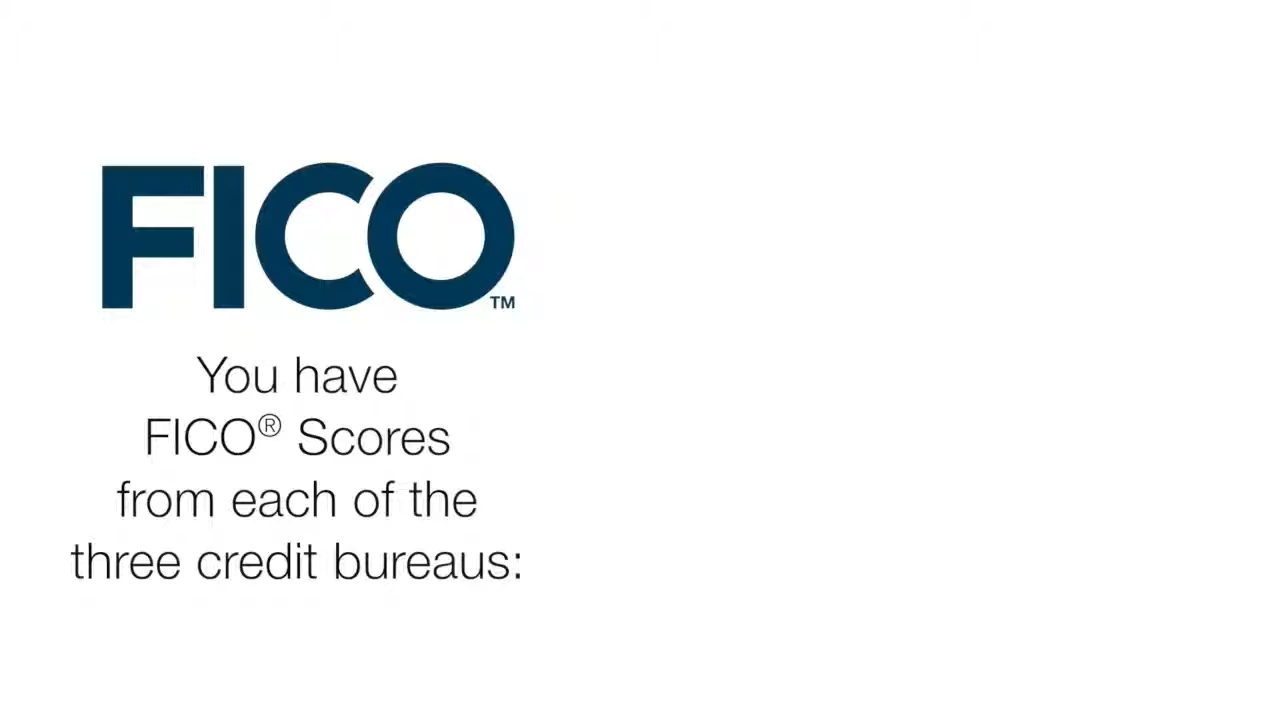 FICO™
You have
FICO® Scores
from each of the
three credit bureaus: